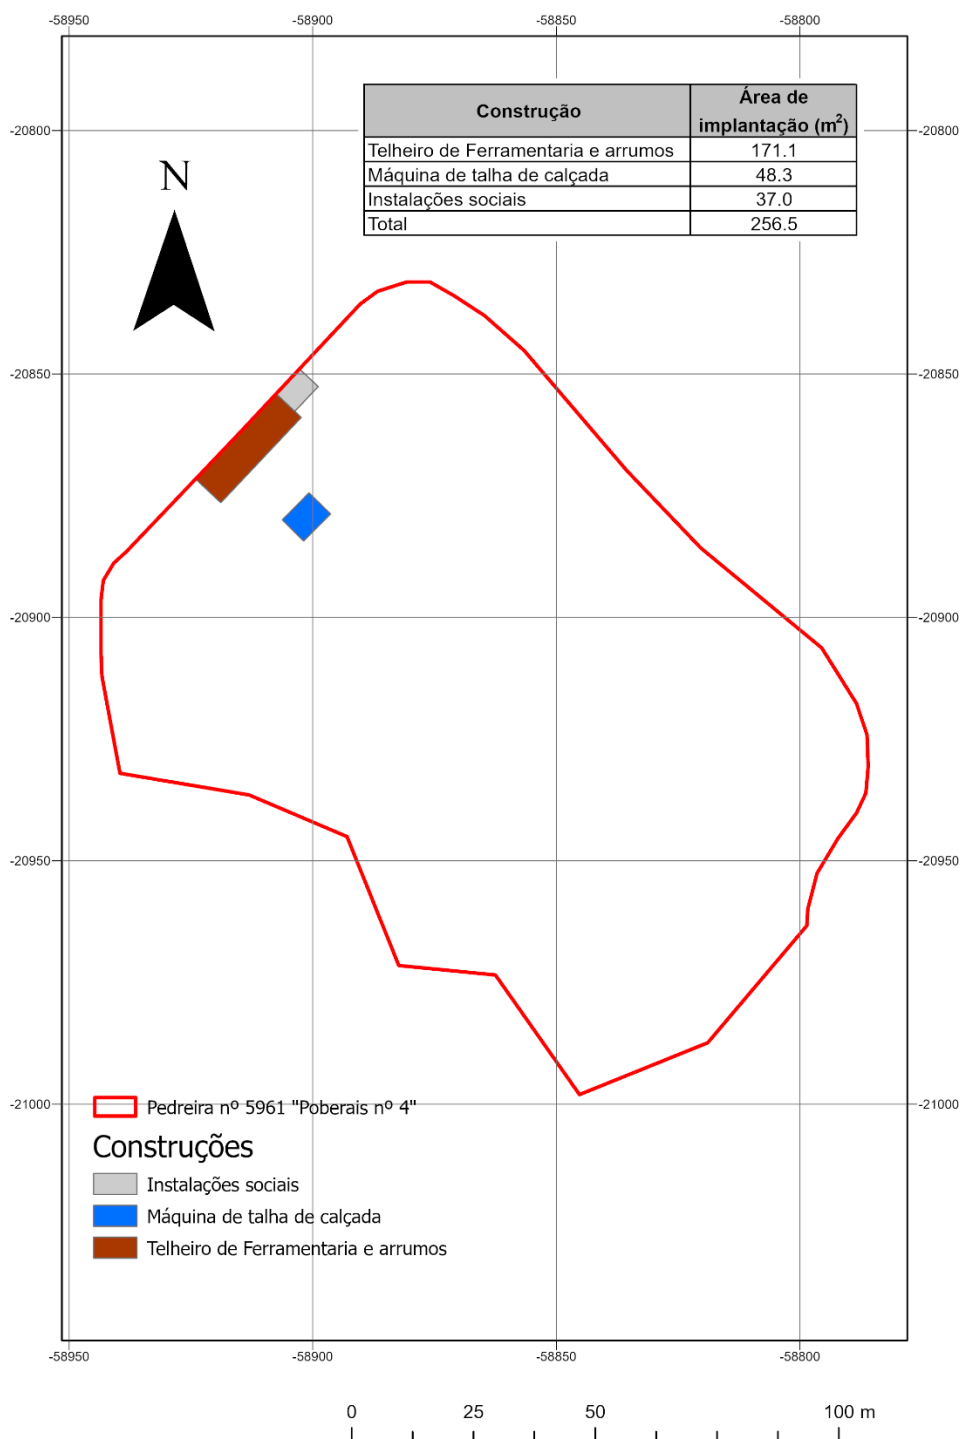 -58950 -58900 -58850 -58800
Construção Área de implantação (m²)
Telheiro de Ferramentaria e arrumos 171.1
Máquina de talha de calçada 48.3
Instalações sociais 37.0
Total 256.5
N
-20800 -20800
-20850 -20850
-20900 -20900
-20950 -20950
-21000 -21000
Pedreira nº 5961 "Poberais nº 4"
Construções
Instalações sociais
Máquina de talha de calçada
Telheiro de Ferramentaria e arrumos
-58950 -58900 -58850 -58800
0 25 50 100 m